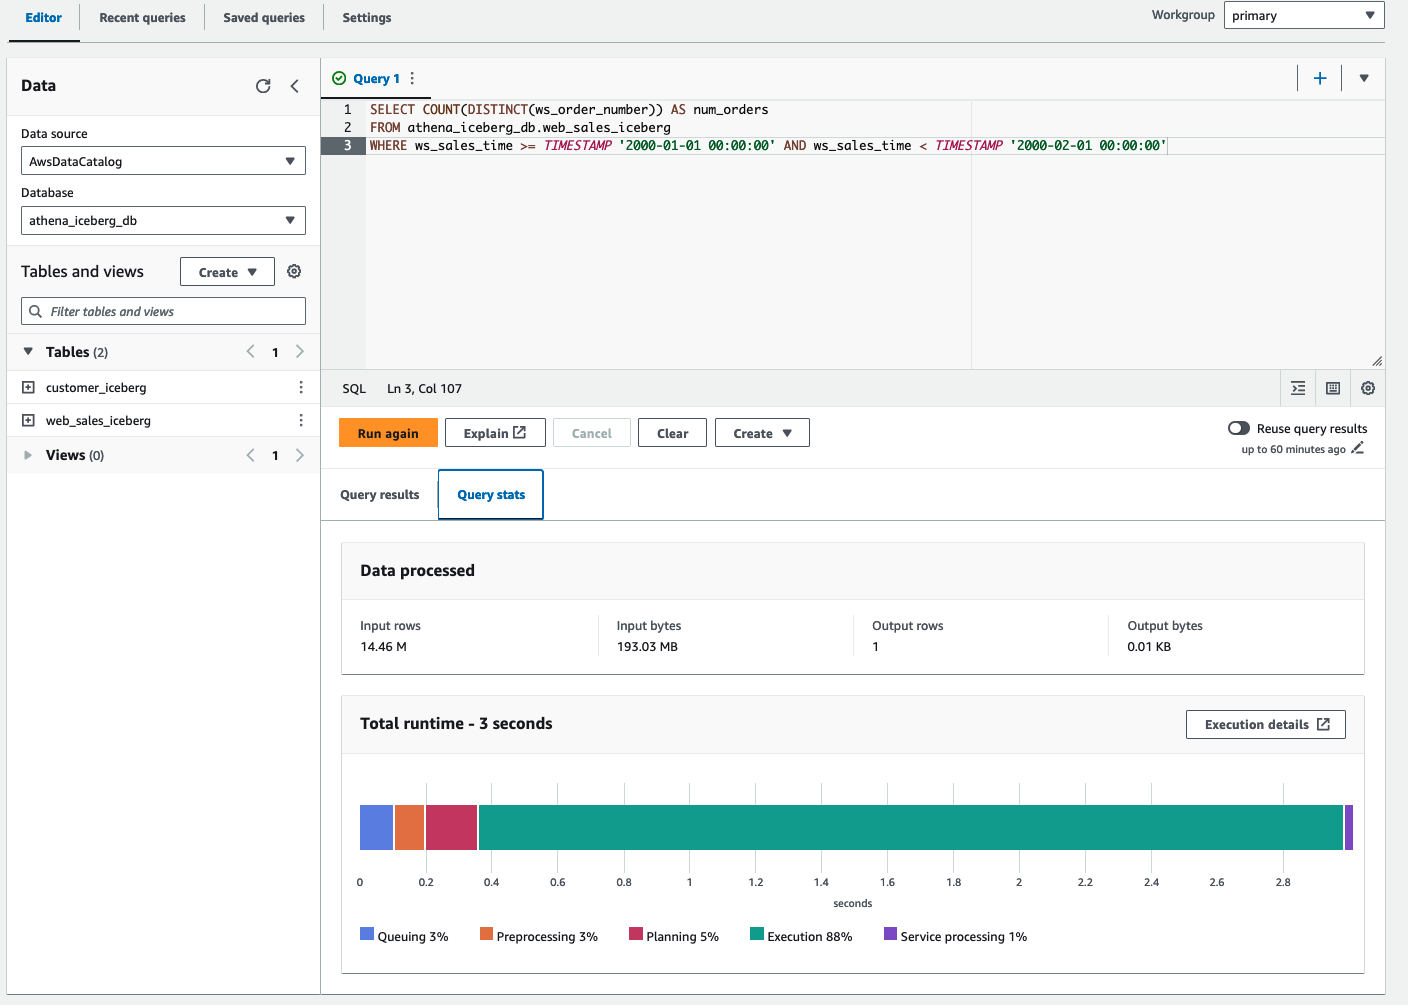 Editor
Recent queries
Saved queries
Settings
Workgroup
primary
Data
Data source
AwsDataCatalog
Database
athena_iceberg_db
Tables and views
Create
Filter tables and views
Tables (2)
1
customer_iceberg
web_sales_iceberg
Views (0)
1
Query 1
1 SELECT COUNT(DISTINCT(ws_order_number)) AS num_orders
2 FROM athena_iceberg_db.web_sales_iceberg
3 WHERE ws_sales_time >= TIMESTAMP '2000-01-01 00:00:00' AND ws_sales_time < TIMESTAMP '2000-02-01 00:00:00'
SQL Ln 3, Col 107
Run again
Explain
Cancel
Clear
Create
Reuse query results
up to 60 minutes ago
Query results
Query stats
Data processed
Input rows
14.46 M
Input bytes
193.03 MB
Output rows
1
Output bytes
0.01 KB
Total runtime - 3 seconds
Execution details
0 0.2 0.4 0.6 0.8 1 1.2 1.4 1.6 1.8 2 2.2 2.4 2.6 2.8
seconds
Queuing 3% Preprocessing 3% Planning 5% Execution 88% Service processing 1%